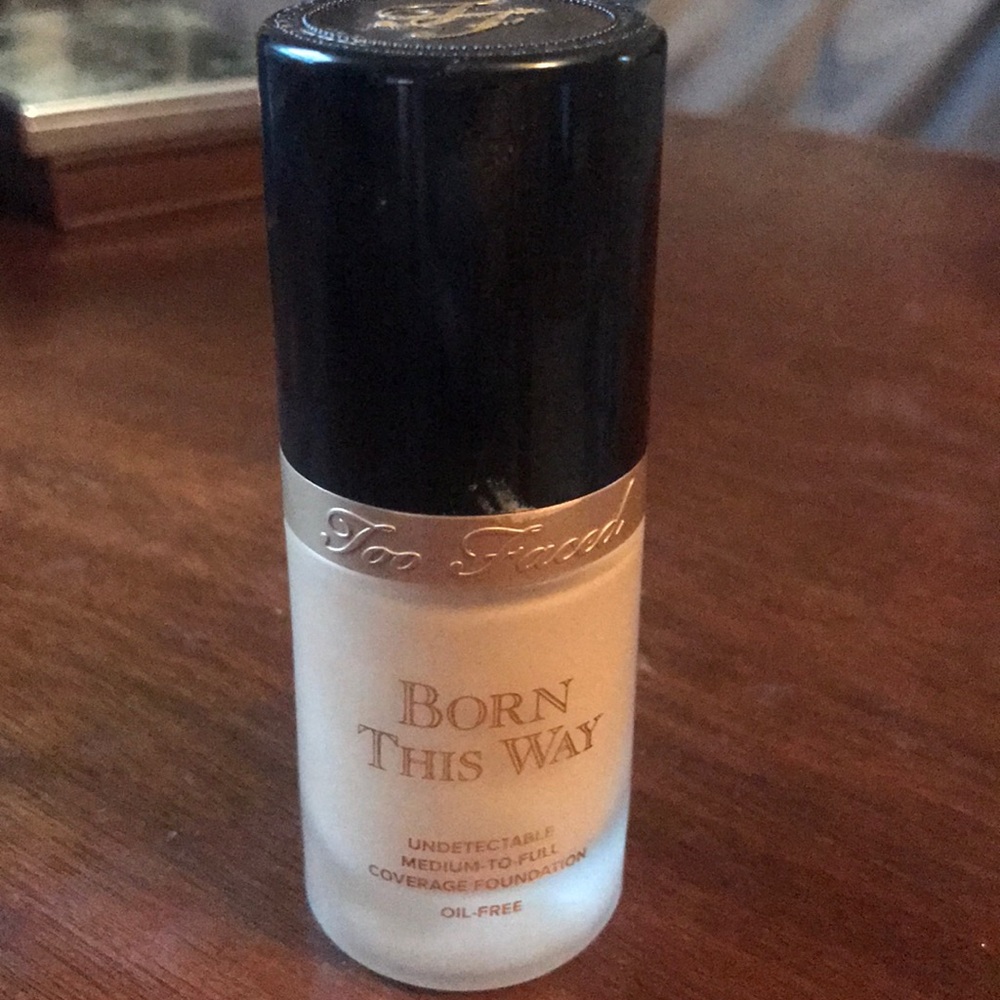 Too Faced
BORN
THIS WAY
UNDETECTABLE
MEDIUM-TO-FULL
COVERAGE FOUNDATION
OIL-FREE